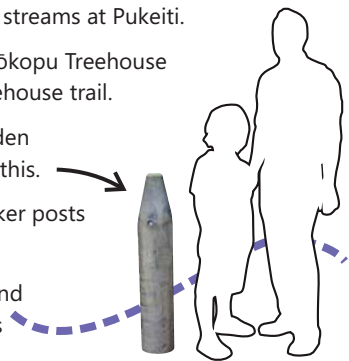 streams at Pukeiti.
ōkopu Treehouse
ehouse trail.
den
this.
ker posts
nd
s